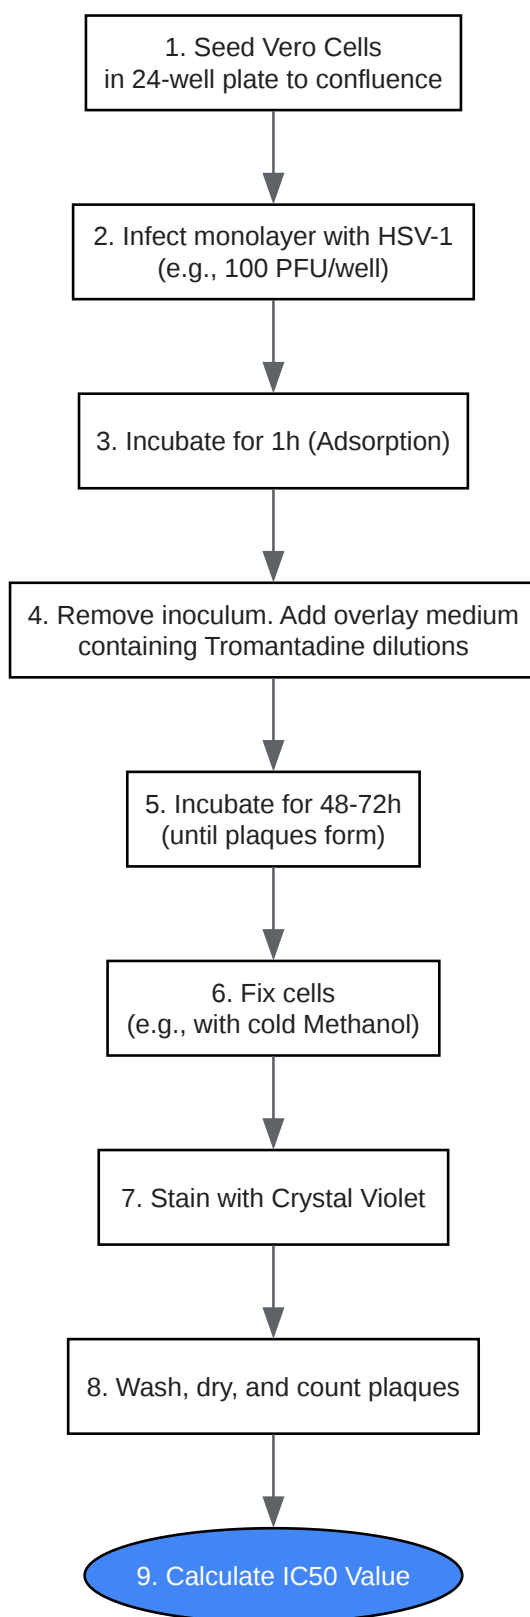 1. Seed Vero Cells
in 24-well plate to confluence
2. Infect monolayer with HSV-1
(e.g., 100 PFU/well)
3. Incubate for 1h (Adsorption)
4. Remove inoculum. Add overlay medium
containing Tromantadine dilutions
5. Incubate for 48-72h
(until plaques form)
6. Fix cells
(e.g., with cold Methanol)
7. Stain with Crystal Violet
8. Wash, dry, and count plaques
9. Calculate IC50 Value